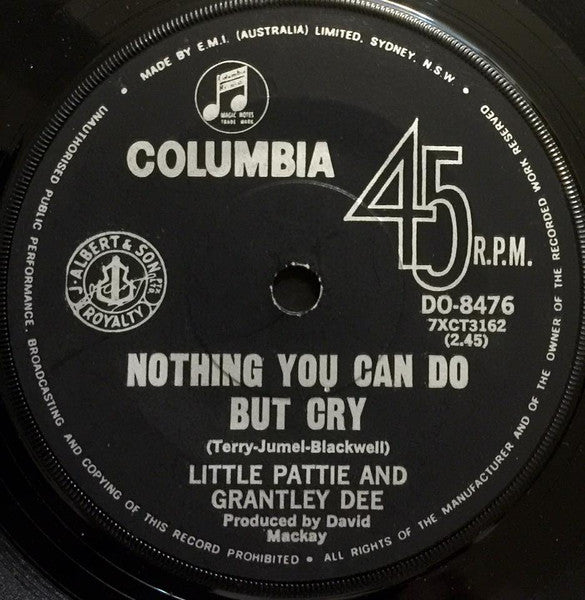 MADE BY E.M.I. (AUSTRALIA) LIMITED, SYDNEY, N.S.W.
MAGIC NOTES
TRADE MARK
COLUMBIA
45 R.P.M.
J. ALBERT & SON PTY LTD
ROYALTY
DO-8476
7XCT3162
(2.45)
NOTHING YOU CAN DO
BUT CRY
(Terry-Jumel-Blackwell)
LITTLE PATTIE AND
GRANTLEY DEE
Produced by David
Mackay
• ALL RIGHTS OF THE MANUFACTURER AND OF THE OWNER OF THE RECORDED WORK RESERVED
• UNAUTHORISED PUBLIC PERFORMANCE, BROADCASTING AND COPYING OF THIS RECORD PROHIBITED •